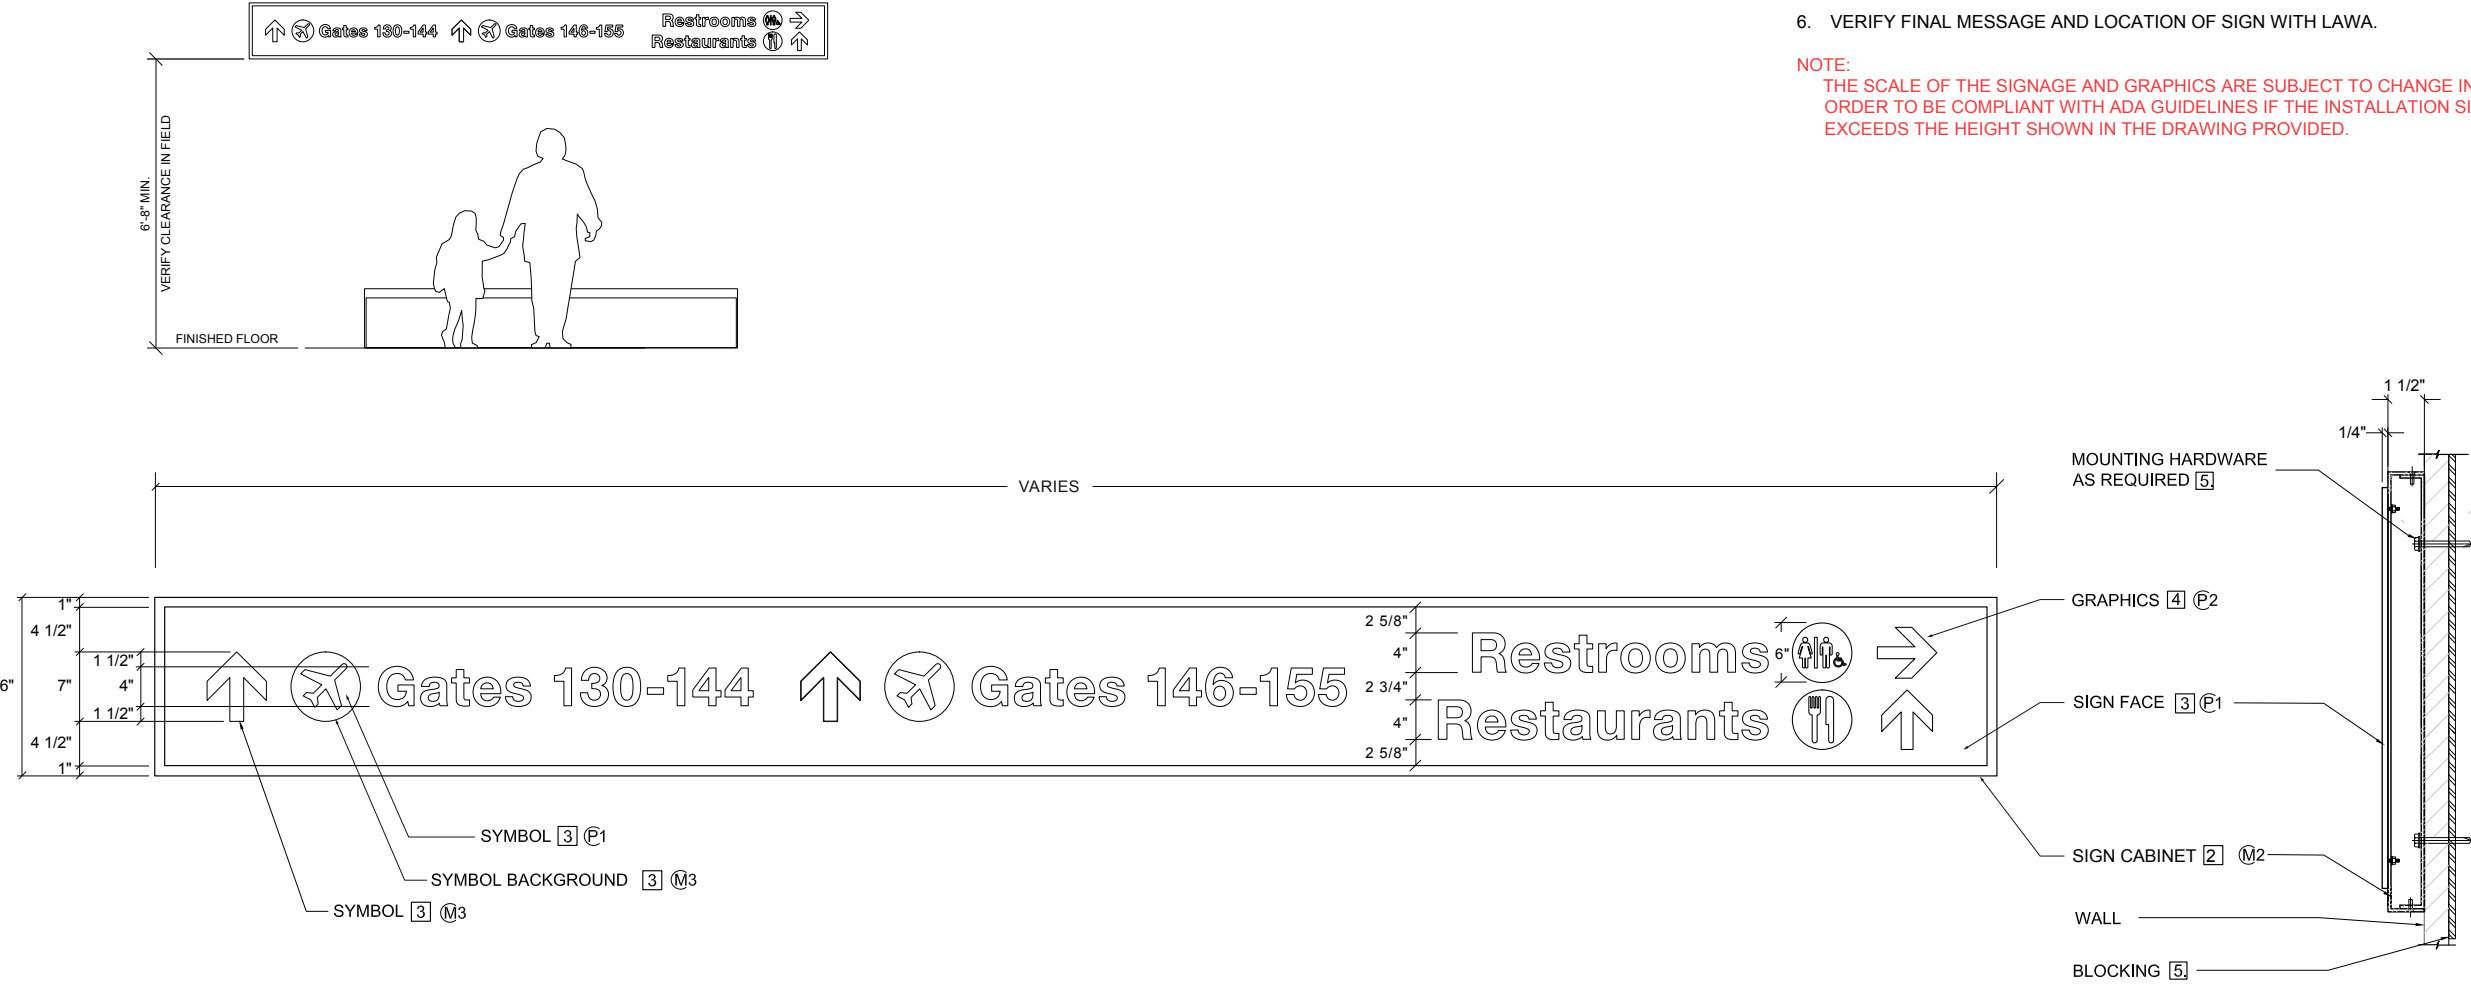 Gates 130-144 Gates 146-155
Restrooms
Restaurants
6'-8" MIN.
VERIFY CLEARANCE IN FIELD
FINISHED FLOOR
6. VERIFY FINAL MESSAGE AND LOCATION OF SIGN WITH LAWA.
NOTE:
THE SCALE OF THE SIGNAGE AND GRAPHICS ARE SUBJECT TO CHANGE IN
ORDER TO BE COMPLIANT WITH ADA GUIDELINES IF THE INSTALLATION SI
EXCEEDS THE HEIGHT SHOWN IN THE DRAWING PROVIDED.
VARIES
6"
1"
4 1/2"
7"
4 1/2"
1"
1 1/2"
4"
1 1/2"
Gates 130-144 Gates 146-155
2 5/8"
4"
2 3/4"
4"
2 5/8"
Restrooms
6"
Restaurants
SYMBOL 3 P1
SYMBOL BACKGROUND 3 M3
SYMBOL 3 M3
1 1/2"
1/4"
MOUNTING HARDWARE
AS REQUIRED 5
GRAPHICS 4 P2
SIGN FACE 3 P1
SIGN CABINET 2 M2
WALL
BLOCKING 5